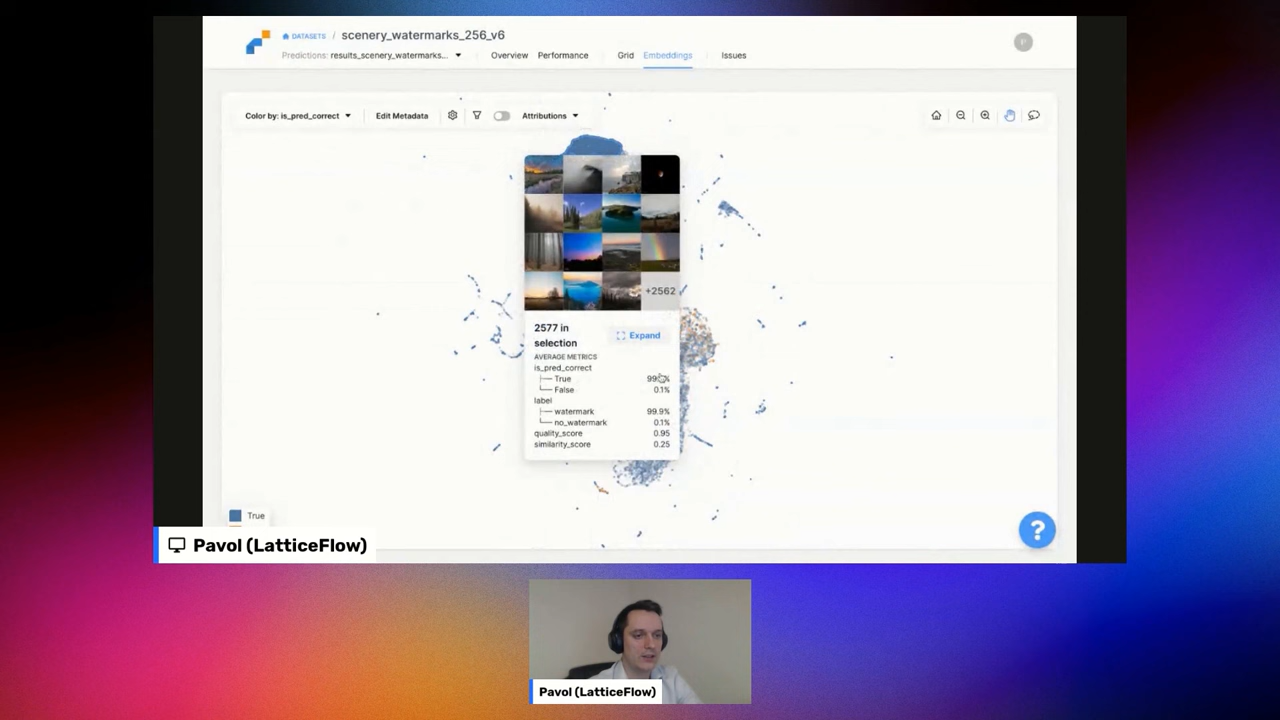 DATASETS / scenery_watermarks_256_v6
Predictions: results_scenery_watermarks... Overview Performance Grid Embeddings Issues
Color by: is_pred_correct Edit Metadata Attributions
+2562
2577 in
selection
Expand
AVERAGE METRICS
is_pred_correct
True
False 0.1%
label
watermark 99.9%
no_watermark 0.1%
quality_score 0.95
similarity_score 0.25
True
?
Pavol (LatticeFlow)
Pavol (LatticeFlow)